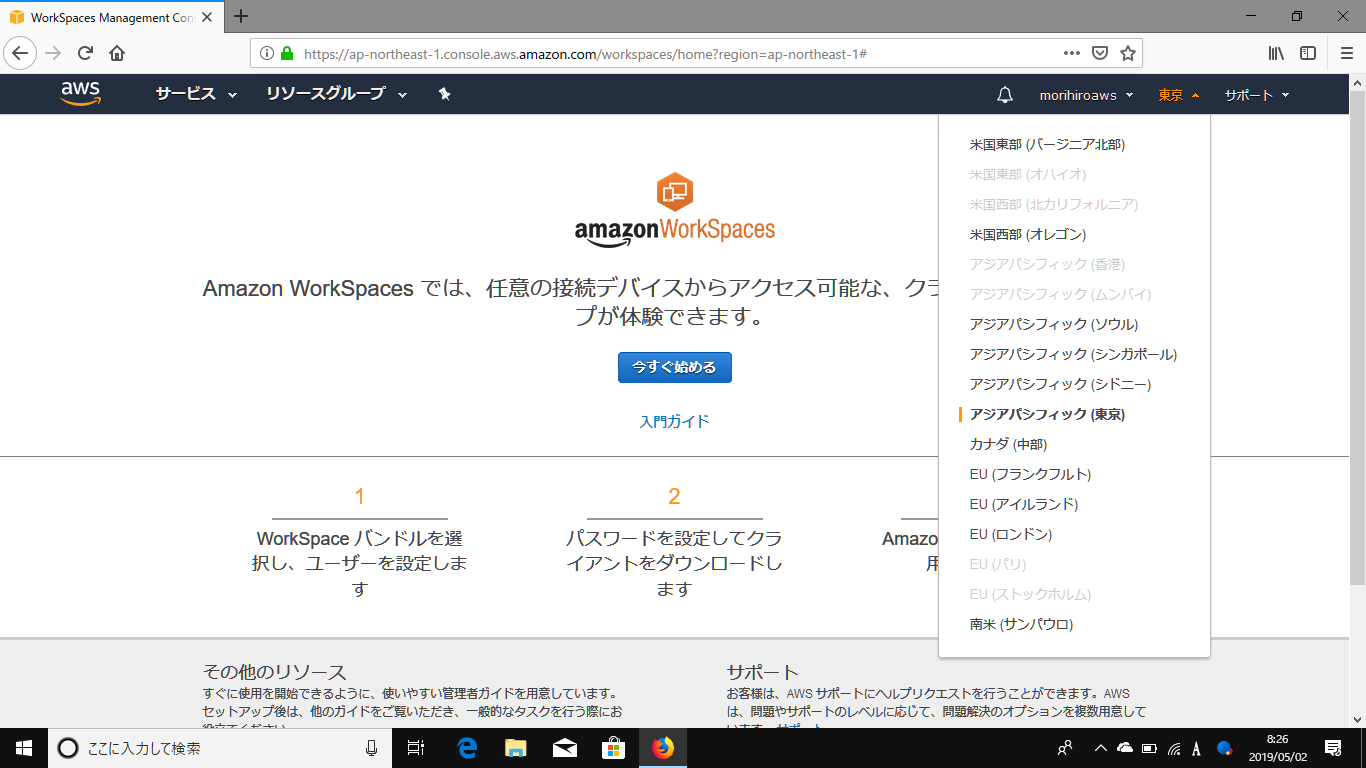 WorkSpaces Management Con
https://ap-northeast-1.console.aws.amazon.com/workspaces/home?region=ap-northeast-1#
aws
サービス
リソースグループ
morihiroaws
東京
サポート
米国東部 (バージニア北部)
米国東部 (オハイオ)
米国西部 (北カリフォルニア)
米国西部 (オレゴン)
アジアパシフィック (香港)
アジアパシフィック (ムンバイ)
アジアパシフィック (ソウル)
アジアパシフィック (シンガポール)
アジアパシフィック (シドニー)
アジアパシフィック (東京)
カナダ (中部)
EU (フランクフルト)
EU (アイルランド)
EU (ロンドン)
EU (パリ)
EU (ストックホルム)
南米 (サンパウロ)
amazonWorkSpaces
Amazon WorkSpaces では、任意の接続デバイスからアクセス可能な、クラ
プが体験できます。
今すぐ始める
入門ガイド
1
WorkSpace バンドルを選
択し、ユーザーを設定しま
す
2
パスワードを設定してクラ
イアントをダウンロードし
ます
Amazo
用
その他のリソース
すぐに使用を開始できるように、使いやすい管理者ガイドを用意しています。
セットアップ後は、他のガイドをご覧いただき、一般的なタスクを行う際にお
役立てください。
サポート
お客様は、AWS サポートにヘルプリクエストを行うことができます。AWS
は、問題やサポートのレベルに応じて、問題解決のオプションを複数用意して
います。サポート
ここに入力して検索
A
8:26
2019/05/02